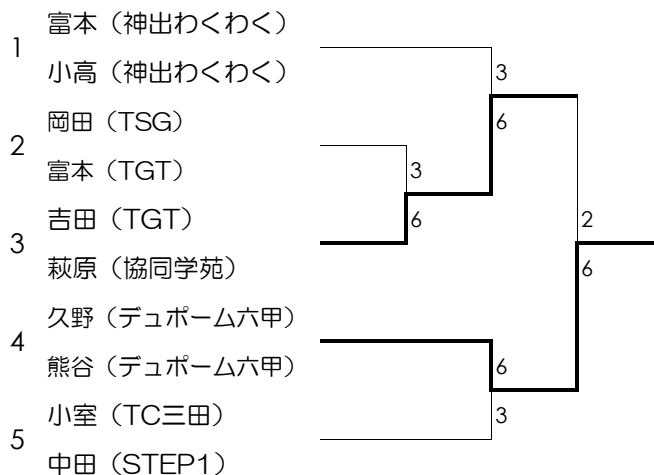 富本（神出わくわく）
1
小高（神出わくわく）
3
岡田（TSG）
6
2
富本（TGT）
3
吉田（TGT）
6
2
3
萩原（協同学苑）
6
久野（デュポーム六甲）
4
熊谷（デュポーム六甲）
6
小室（TC三田）
3
5
中田（STEP1）